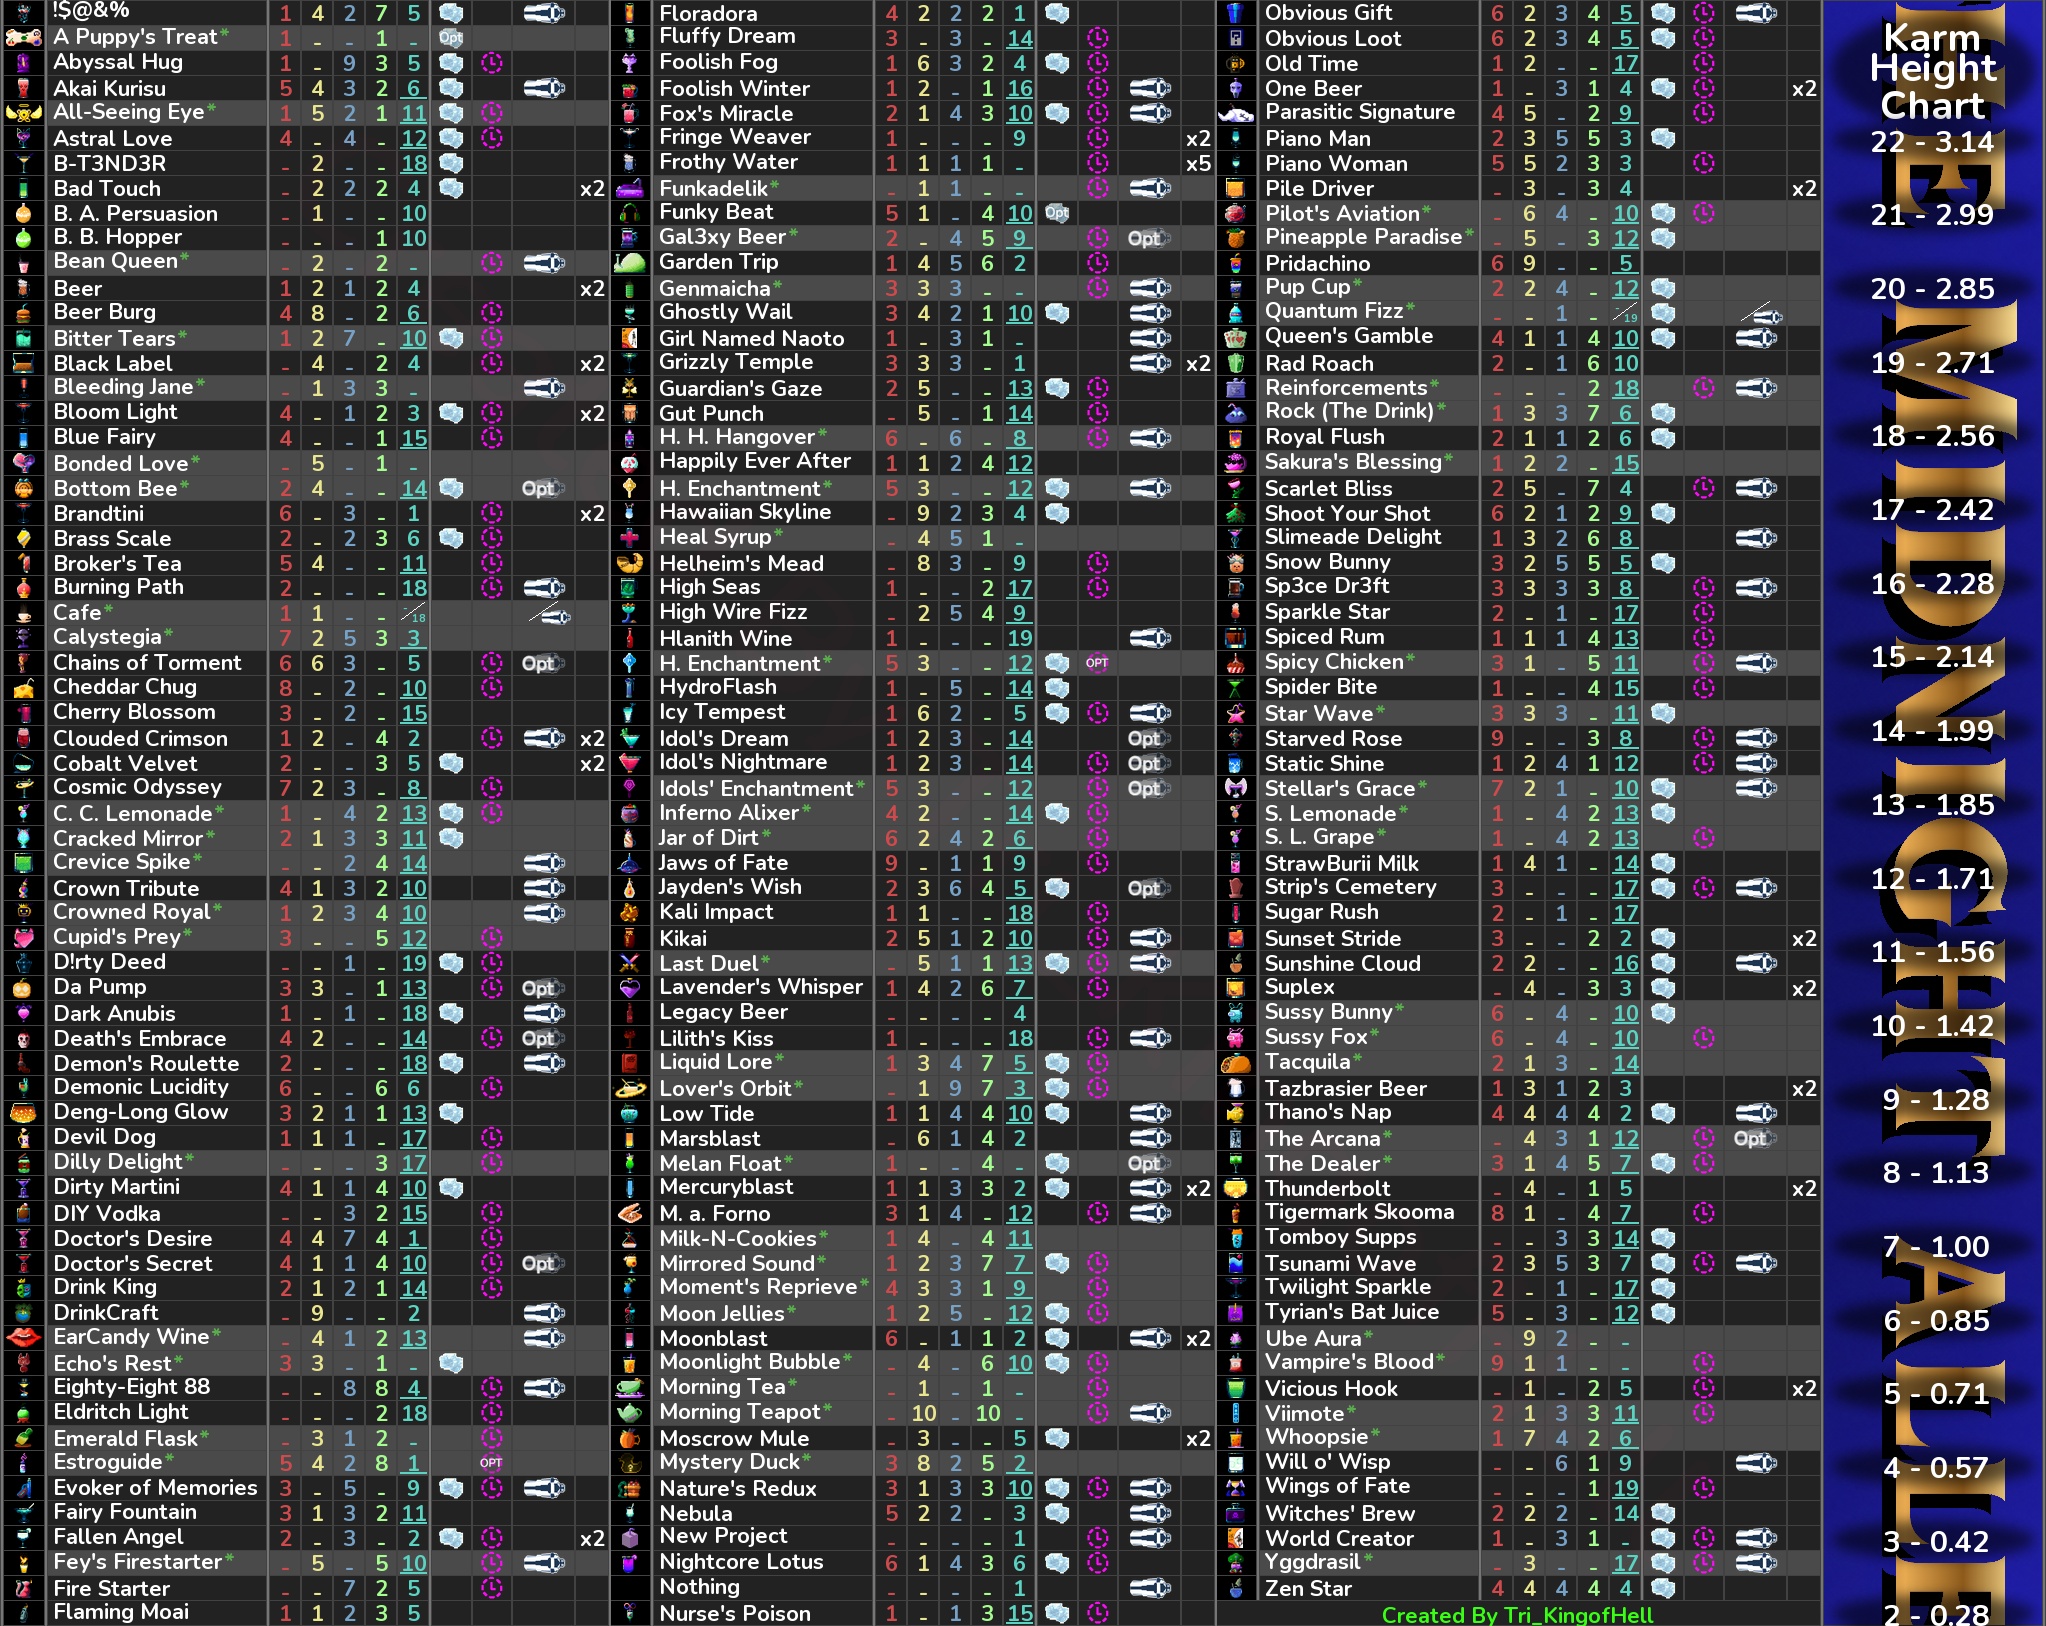 !$@&% 1 4 2 7 5
A Puppy's Treat* 1 - - 1 - Opt
Abyssal Hug 1 - 9 3 5
Akai Kurisu 5 4 3 2 6
All-Seeing Eye* 1 5 2 1 11
Astral Love 4 - 4 - 12
B-T3ND3R - 2 - - 18
Bad Touch - 2 2 2 4 x2
B. A. Persuasion - 1 - - 10
B. B. Hopper - - - 1 10
Bean Queen* - 2 - 2 -
Beer 1 2 1 2 4 x2
Beer Burg 4 8 - 2 6
Bitter Tears* 1 2 7 - 10
Black Label - 4 - 2 4 x2
Bleeding Jane* - 1 3 3 -
Bloom Light 4 - 1 2 3 x2
Blue Fairy 4 - - 1 15
Bonded Love* - 5 - 1 -
Bottom Bee* 2 4 - - 14 Opt
Brandtini 6 - 3 - 1 x2
Brass Scale 2 - 2 3 6
Broker's Tea 5 4 - - 11
Burning Path 2 - - - 18
Cafe* 1 1 - - -/18
Calystegia* 7 2 5 3 3
Chains of Torment 6 6 3 - 5 Opt
Cheddar Chug 8 - 2 - 10
Cherry Blossom 3 - 2 - 15
Clouded Crimson 1 2 - 4 2 x2
Cobalt Velvet 2 - - 3 5 x2
Cosmic Odyssey 7 2 3 - 8
C. C. Lemonade* 1 - 4 2 13
Cracked Mirror* 2 1 3 3 11
Crevice Spike* - - 2 4 14
Crown Tribute 4 1 3 2 10
Crowned Royal* 1 2 3 4 10
Cupid's Prey* 3 - - 5 12
D!rty Deed - - 1 - 19
Da Pump 3 3 - 1 13 Opt
Dark Anubis 1 - 1 - 18
Death's Embrace 4 2 - - 14 Opt
Demon's Roulette 2 - - - 18
Demonic Lucidity 6 - - 6 6
Deng-Long Glow 3 2 1 1 13
Devil Dog 1 1 1 - 17
Dilly Delight* - - - 3 17
Dirty Martini 4 1 1 4 10
DIY Vodka - - 3 2 15
Doctor's Desire 4 4 7 4 1
Doctor's Secret 4 1 1 4 10 Opt
Drink King 2 1 2 1 14
DrinkCraft - 9 - - 2
EarCandy Wine* - 4 1 2 13
Echo's Rest* 3 3 - 1 -
Eighty-Eight 88 - - 8 8 4
Eldritch Light - - - 2 18
Emerald Flask* - 3 1 2 -
Estroguide* 5 4 2 8 1 OPT
Evoker of Memories 3 - 5 - 9
Fairy Fountain 3 1 3 2 11
Fallen Angel 2 - 3 - 2 x2
Fey's Firestarter* - 5 - 5 10
Fire Starter - - 7 2 5
Flaming Moai 1 1 2 3 5
Floradora 4 2 2 2 1
Fluffy Dream 3 - 3 - 14
Foolish Fog 1 6 3 2 4
Foolish Winter 1 2 - 1 16
Fox's Miracle 2 1 4 3 10
Fringe Weaver 1 - - - 9 x2
Frothy Water 1 1 1 1 - x5
Funkadelik* - 1 1 - -
Funky Beat 5 1 - 4 10 Opt
Gal3xy Beer* 2 - 4 5 9 Opt
Garden Trip 1 4 5 6 2
Genmaicha* 3 3 3 - -
Ghostly Wail 3 4 2 1 10
Girl Named Naoto 1 - 3 1 -
Grizzly Temple 3 3 3 - 1 x2
Guardian's Gaze 2 5 - - 13
Gut Punch - 5 - 1 14
H. H. Hangover* 6 - 6 - 8
Happily Ever After 1 1 2 4 12
H. Enchantment* 5 3 - - 12
Hawaiian Skyline - 9 2 3 4
Heal Syrup* - 4 5 1 -
Helheim's Mead - 8 3 - 9
High Seas 1 - - 2 17
High Wire Fizz - 2 5 4 9
Hlanith Wine 1 - - - 19
H. Enchantment* 5 3 - - 12 OPT
HydroFlash 1 - 5 - 14
Icy Tempest 1 6 2 - 5
Idol's Dream 1 2 3 - 14 Opt
Idol's Nightmare 1 2 3 - 14 Opt
Idols' Enchantment* 5 3 - - 12 Opt
Inferno Alixer* 4 2 - - 14
Jar of Dirt* 6 2 4 2 6
Jaws of Fate 9 - 1 1 9
Jayden's Wish 2 3 6 4 5 Opt
Kali Impact 1 1 - - 18
Kikai 2 5 1 2 10
Last Duel* - 5 1 1 13
Lavender's Whisper 1 4 2 6 7
Legacy Beer - - - - 4
Lilith's Kiss 1 - - - 18
Liquid Lore* 1 3 4 7 5
Lover's Orbit* - 1 9 7 3
Low Tide 1 1 4 4 10
Marsblast - 6 1 4 2
Melan Float* 1 - - 4 - Opt
Mercuryblast 1 1 3 3 2 x2
M. a. Forno 3 1 4 - 12
Milk-N-Cookies* 1 4 - 4 11
Mirrored Sound* 1 2 3 7 7
Moment's Reprieve* 4 3 3 1 9
Moon Jellies* 1 2 5 - 12
Moonblast 6 - 1 1 2 x2
Moonlight Bubble* - 4 - 6 10
Morning Tea* - 1 - 1 -
Morning Teapot* - 10 - 10 -
Moscrow Mule - 3 - - 5 x2
Mystery Duck* 3 8 2 5 2
Nature's Redux 3 1 3 3 10
Nebula 5 2 2 - 3
New Project - - - - 1
Nightcore Lotus 6 1 4 3 6
Nothing - - - - 1
Nurse's Poison 1 - 1 3 15
Obvious Gift 6 2 3 4 5
Obvious Loot 6 2 3 4 5
Old Time 1 2 - - 17
One Beer 1 - 3 1 4 x2
Parasitic Signature 4 5 - 2 9
Piano Man 2 3 5 5 3
Piano Woman 5 5 2 3 3
Pile Driver - 3 - 3 4 x2
Pilot's Aviation* - 6 4 - 10
Pineapple Paradise* - 5 - 3 12
Pridachino 6 9 - - 5
Pup Cup* 2 2 4 - 12
Quantum Fizz* - - 1 - -/19
Queen's Gamble 4 1 1 4 10
Rad Roach 2 - 1 6 10
Reinforcements* - - - 2 18
Rock (The Drink)* 1 3 3 7 6
Royal Flush 2 1 1 2 6
Sakura's Blessing* 1 2 2 - 15
Scarlet Bliss 2 5 - 7 4
Shoot Your Shot 6 2 1 2 9
Slimeade Delight 1 3 2 6 8
Snow Bunny 3 2 5 5 5
Sp3ce Dr3ft 3 3 3 3 8
Sparkle Star 2 - 1 - 17
Spiced Rum 1 1 1 4 13
Spicy Chicken* 3 1 - 5 11
Spider Bite 1 - - 4 15
Star Wave* 3 3 3 - 11
Starved Rose 9 - - 3 8
Static Shine 1 2 4 1 12
Stellar's Grace* 7 2 1 - 10
S. Lemonade* 1 - 4 2 13
S. L. Grape* 1 - 4 2 13
StrawBurii Milk 1 4 1 - 14
Strip's Cemetery 3 - - - 17
Sugar Rush 2 - 1 - 17
Sunset Stride 3 - - 2 2 x2
Sunshine Cloud 2 2 - - 16
Suplex - 4 - 3 3 x2
Sussy Bunny* 6 - 4 - 10
Sussy Fox* 6 - 4 - 10
Tacquila* 2 1 3 - 14
Tazbrasier Beer 1 3 1 2 3 x2
Thano's Nap 4 4 4 4 2
The Arcana* - 4 3 1 12 Opt
The Dealer* 3 1 4 5 7
Thunderbolt - 4 - 1 5 x2
Tigermark Skooma 8 1 - 4 7
Tomboy Supps - - 3 3 14
Tsunami Wave 2 3 5 3 7
Twilight Sparkle 2 - 1 - 17
Tyrian's Bat Juice 5 - 3 - 12
Ube Aura* - 9 2 - -
Vampire's Blood* 9 1 1 - -
Vicious Hook - 1 - 2 5 x2
Viimote* 2 1 3 3 11
Whoopsie* 1 7 4 2 6
Will o' Wisp - - 6 1 9
Wings of Fate - - - 1 19
Witches' Brew 2 2 2 - 14
World Creator 1 - 3 1 -
Yggdrasil* - 3 - - 17
Zen Star 4 4 4 4 4
Created By Tri_KingofHell
Karm
Height
Chart
22 - 3.14
21 - 2.99
20 - 2.85
19 - 2.71
18 - 2.56
17 - 2.42
16 - 2.28
15 - 2.14
14 - 1.99
13 - 1.85
12 - 1.71
11 - 1.56
10 - 1.42
9 - 1.28
8 - 1.13
7 - 1.00
6 - 0.85
5 - 0.71
4 - 0.57
3 - 0.42
2 - 0.28